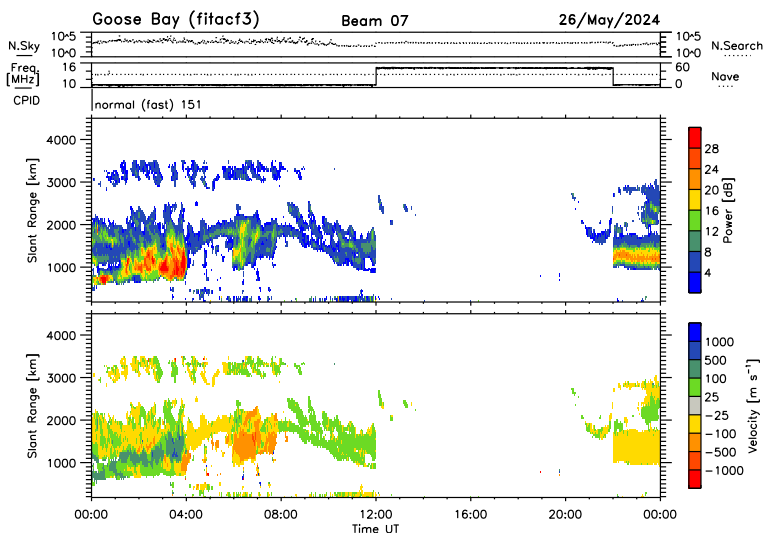 Goose Bay (fitacf3) Beam 07 26/May/2024
N.Sky 10^5 10^0 10^5 10^0 N.Search
Freq. [MHz] 16 10 60 0 Nave
CPID normal (fast) 151
Slant Range [km] 4000 3000 2000 1000
Power [dB] 28 24 20 16 12 8 4
Slant Range [km] 4000 3000 2000 1000
Velocity [m s⁻¹] 1000 500 100 25 −25 −100 −500 −1000
00:00 04:00 08:00 12:00 16:00 20:00 00:00
Time UT